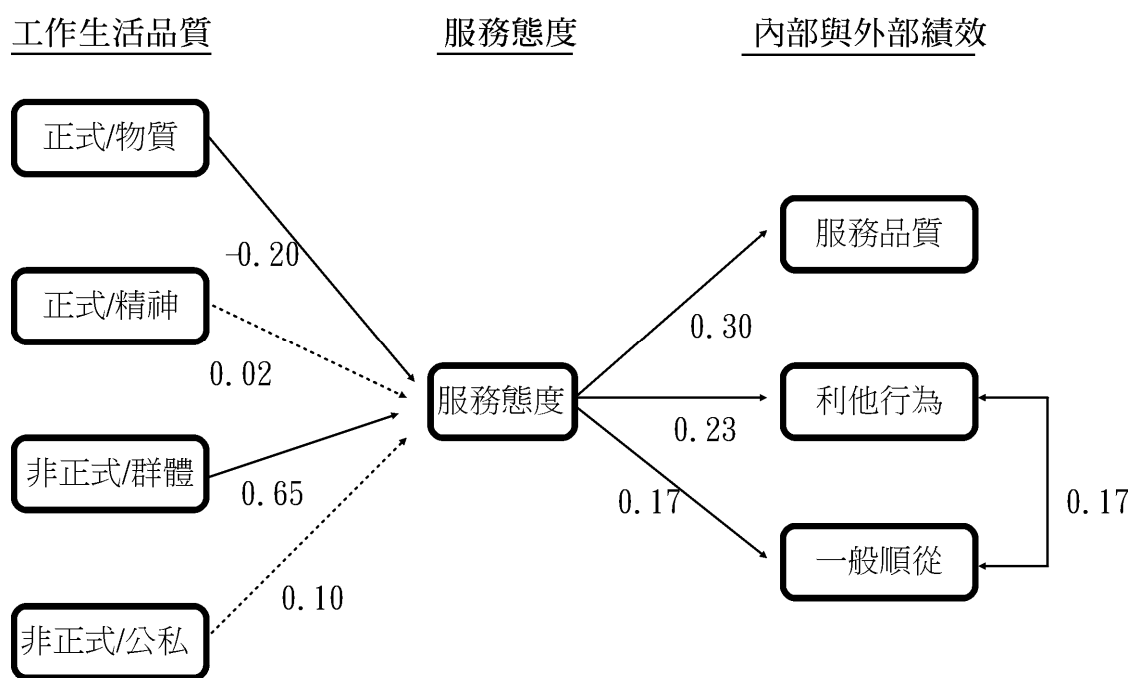 工作生活品質
服務態度
內部與外部績效
正式/物質
正式/精神
非正式/群體
非正式/公私
-0.20
0.02
0.65
0.10
服務態度
0.30
0.23
0.17
服務品質
利他行為
一般順從
0.17